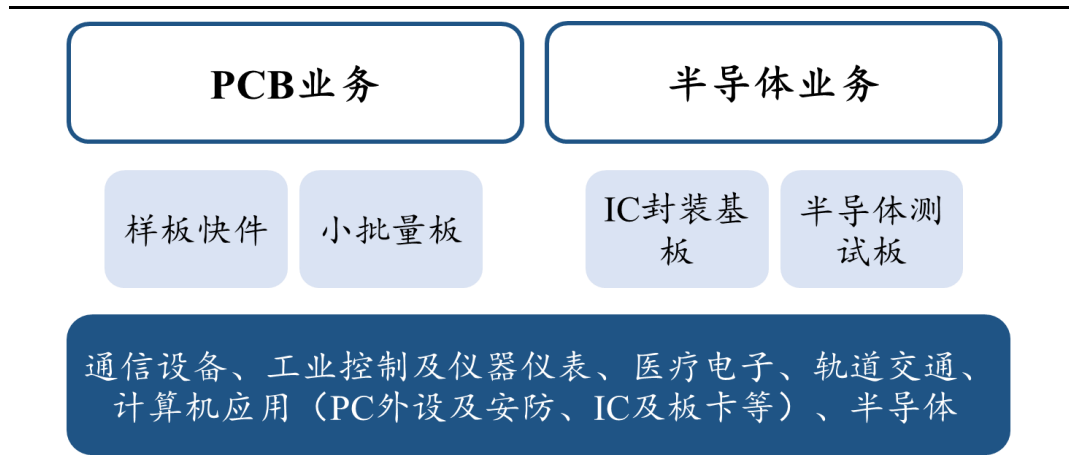 PCB业务
半导体业务
样板快件
小批量板
IC封装基
板
半导体测
试板
通信设备、工业控制及仪器仪表、医疗电子、轨道交通、
计算机应用（PC外设及安防、IC及板卡等）、半导体